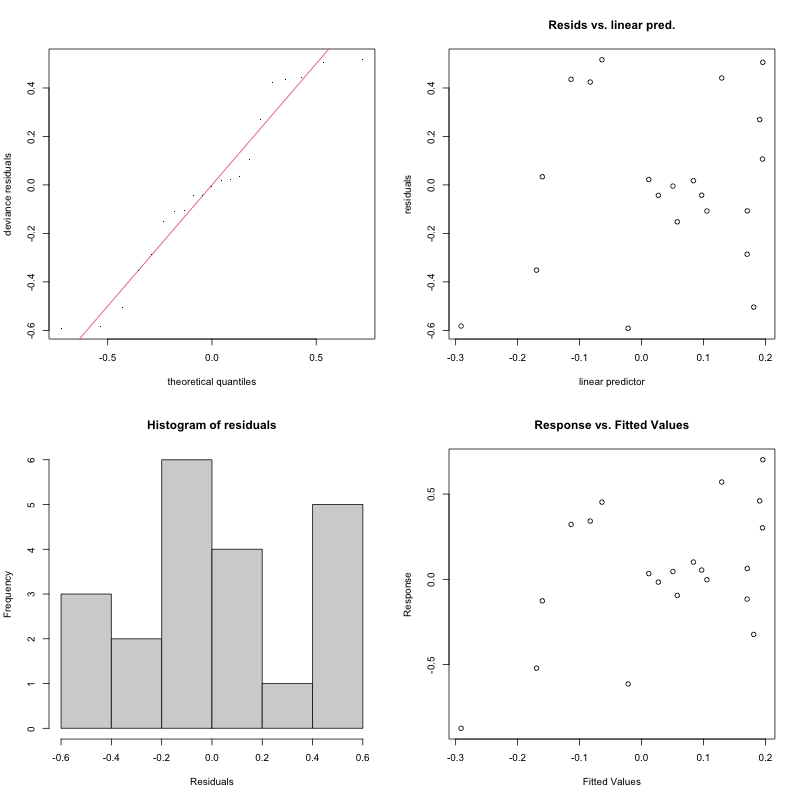 deviance residuals
-0.6 -0.4 -0.2 0.0 0.2 0.4
-0.5 0.0 0.5
theoretical quantiles
Resids vs. linear pred.
residuals
-0.6 -0.4 -0.2 0.0 0.2 0.4
-0.3 -0.2 -0.1 0.0 0.1 0.2
linear predictor
Histogram of residuals
Frequency
0 1 2 3 4 5 6
-0.6 -0.4 -0.2 0.0 0.2 0.4 0.6
Residuals
Response vs. Fitted Values
Response
-0.5 0.0 0.5
-0.3 -0.2 -0.1 0.0 0.1 0.2
Fitted Values